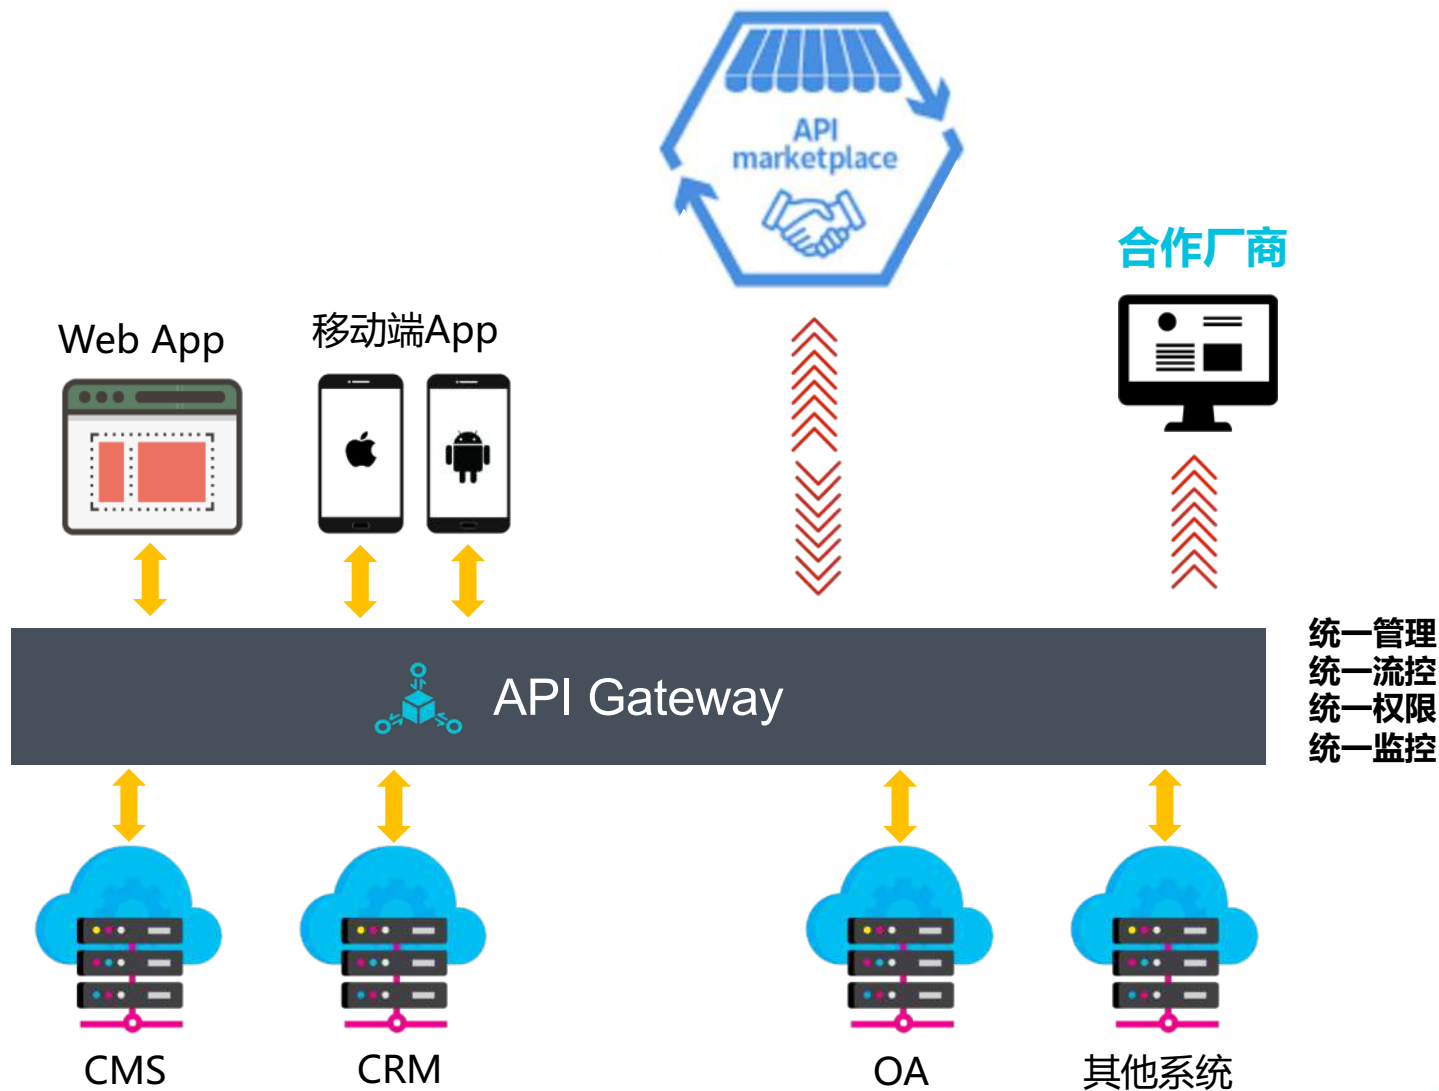 API
marketplace
合作厂商
Web App
移动端App
API Gateway
统一管理
统一流控
统一权限
统一监控
CMS
CRM
OA
其他系统